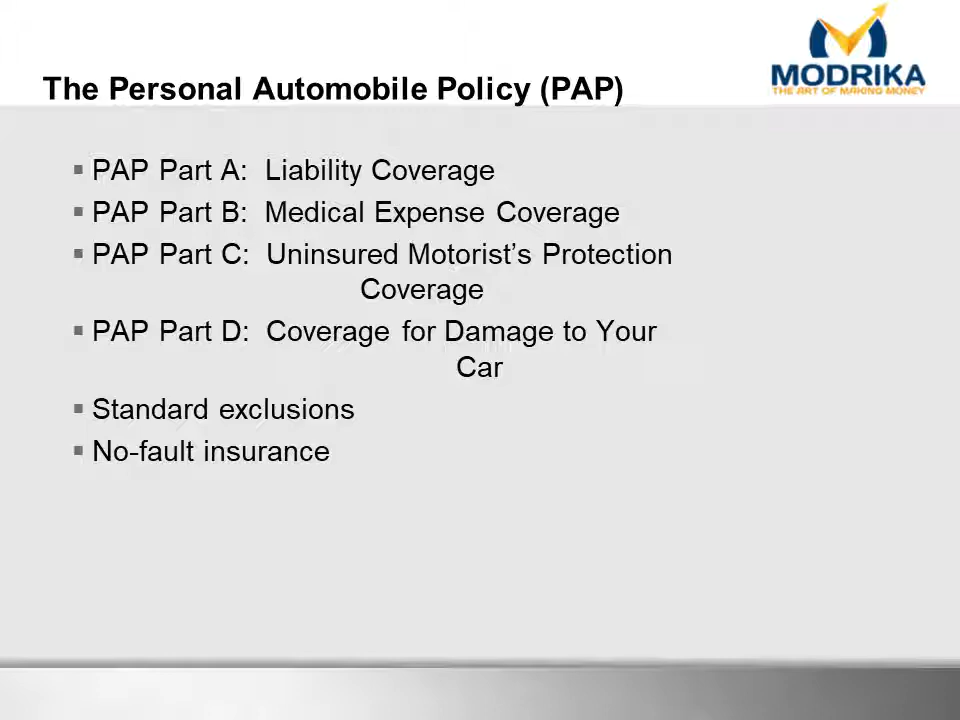 MODRIKA
THE ART OF MAKING MONEY
The Personal Automobile Policy (PAP)
▪ PAP Part A: Liability Coverage
▪ PAP Part B: Medical Expense Coverage
▪ PAP Part C: Uninsured Motorist’s Protection
Coverage
▪ PAP Part D: Coverage for Damage to Your
Car
▪ Standard exclusions
▪ No-fault insurance